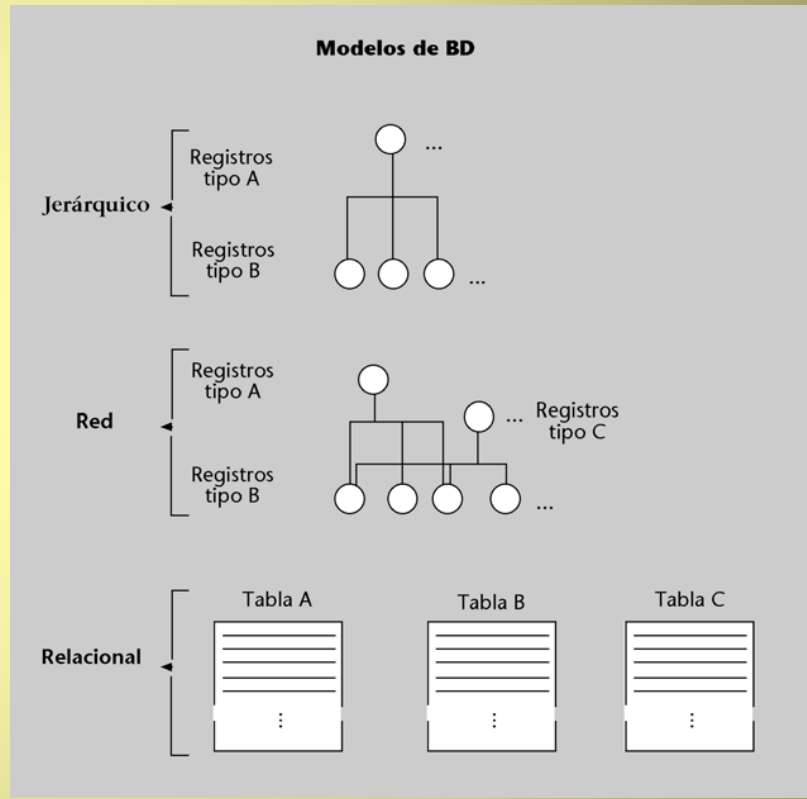 Modelos de BD
Jerárquico
Registros
tipo A
...
Registros
tipo B
...
Red
Registros
tipo A
... Registros
tipo C
Registros
tipo B
...
Relacional
Tabla A
Tabla B
Tabla C